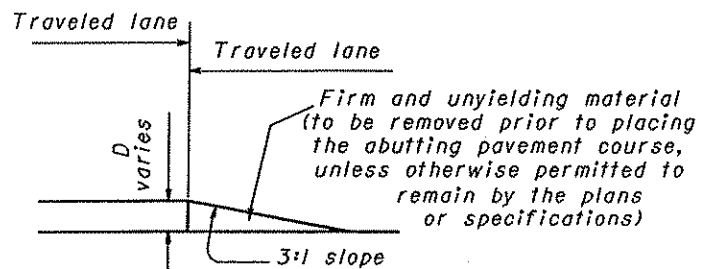 Traveled lane
Traveled lane
Firm and unyielding material
(to be removed prior to placing
the abutting pavement course,
unless otherwise permitted to
remain by the plans
or specifications)
D
varies
3:1 slope